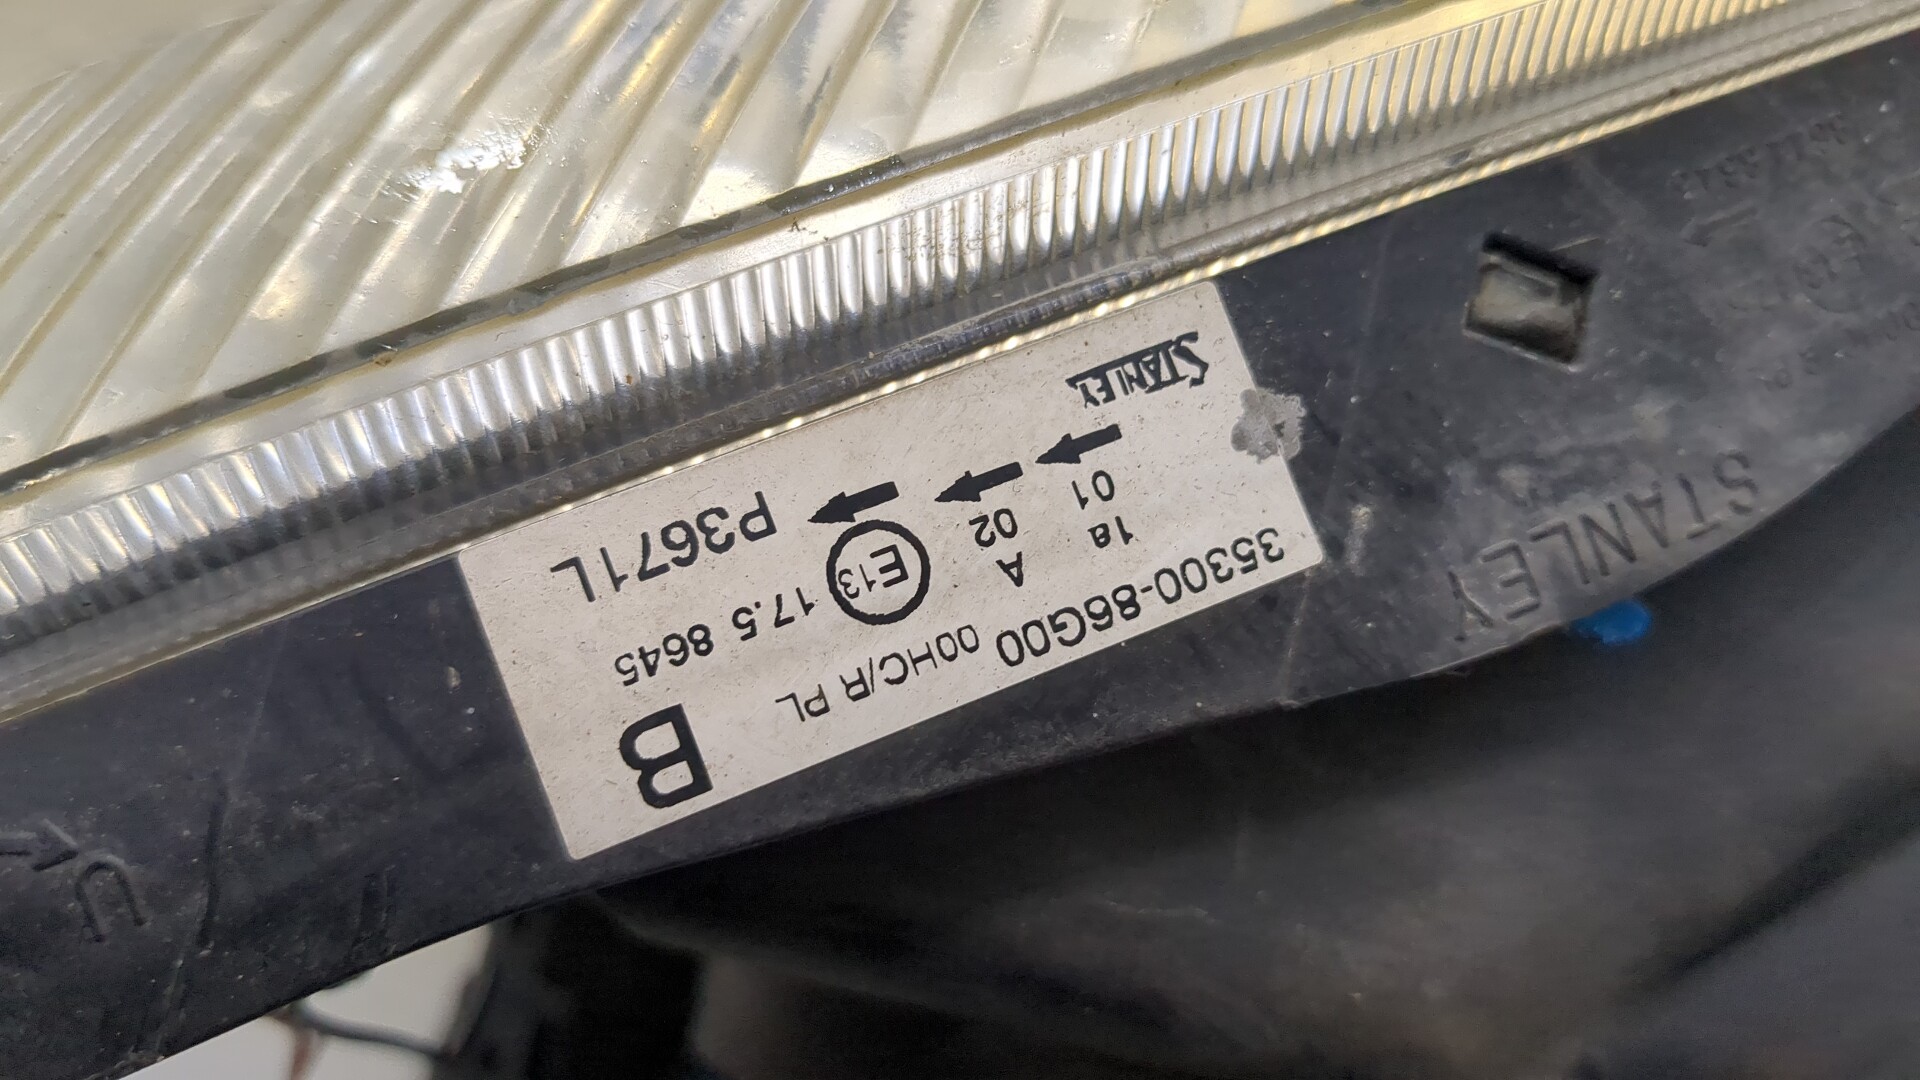 35300-86G00 00HC/R PL B
1a A E13 17.5 8645
01 02
STANLEY P3671L
STANLEY
U